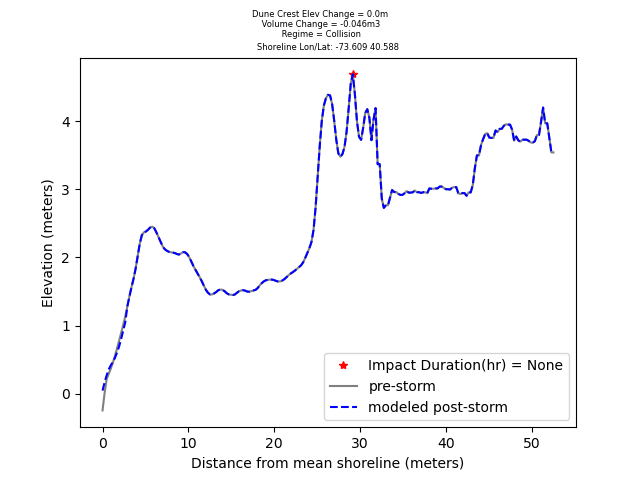 Dune Crest Elev Change = 0.0m
Volume Change = -0.046m3
Regime = Collision
Shoreline Lon/Lat: -73.609 40.588
4
3
2
1
0
Elevation (meters)
Impact Duration(hr) = None
pre-storm
modeled post-storm
0 10 20 30 40 50
Distance from mean shoreline (meters)